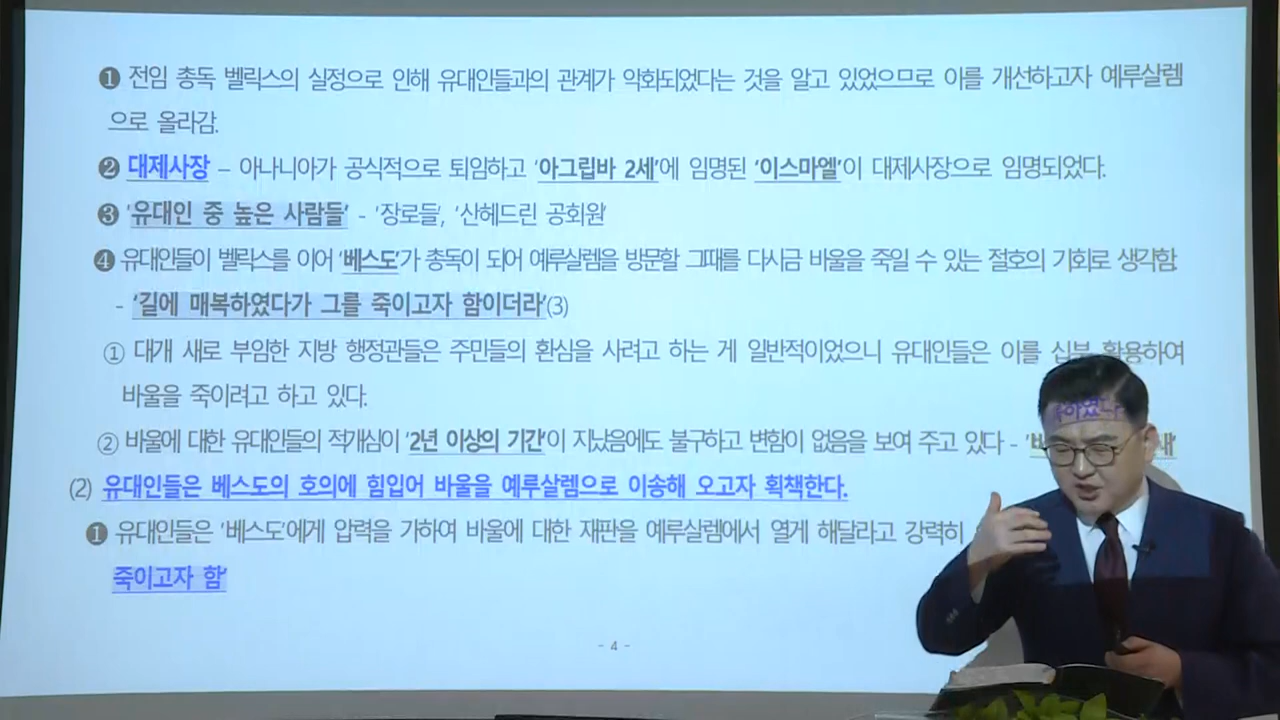 ❶ 전임 총독 벨릭스의 실정으로 인해 유대인들과의 관계가 악화되었다는 것을 알고 있었으므로 이를 개선하고자 예루살렘
으로 올라감.
❷ 대제사장 – 아나니아가 공식적으로 퇴임하고 '아그립바 2세'에 임명된 '이스마엘'이 대제사장으로 임명되었다.
❸ '유대인 중 높은 사람들' - '장로들', '산헤드린 공회원'
❹ 유대인들이 벨릭스를 이어 '베스도'가 총독이 되어 예루살렘을 방문할 그때를 다시금 바울을 죽일 수 있는 절호의 기회로 생각함.
- '길에 매복하였다가 그를 죽이고자 함이더라'(3)
① 대개 새로 부임한 지방 행정관들은 주민들의 환심을 사려고 하는 게 일반적이었으니 유대인들은 이를 십분 활용하여
바울을 죽이려고 하고 있다.
② 바울에 대한 유대인들의 적개심이 '2년 이상의 기간'이 지났음에도 불구하고 변함이 없음을 보여 주고 있다 -
(2) 유대인들은 베스도의 호의에 힘입어 바울을 예루살렘으로 이송해 오고자 획책한다.
❶ 유대인들은 '베스도'에게 압력을 가하여 바울에 대한 재판을 예루살렘에서 열게 해달라고 강력히
죽이고자 함'
- 4 -